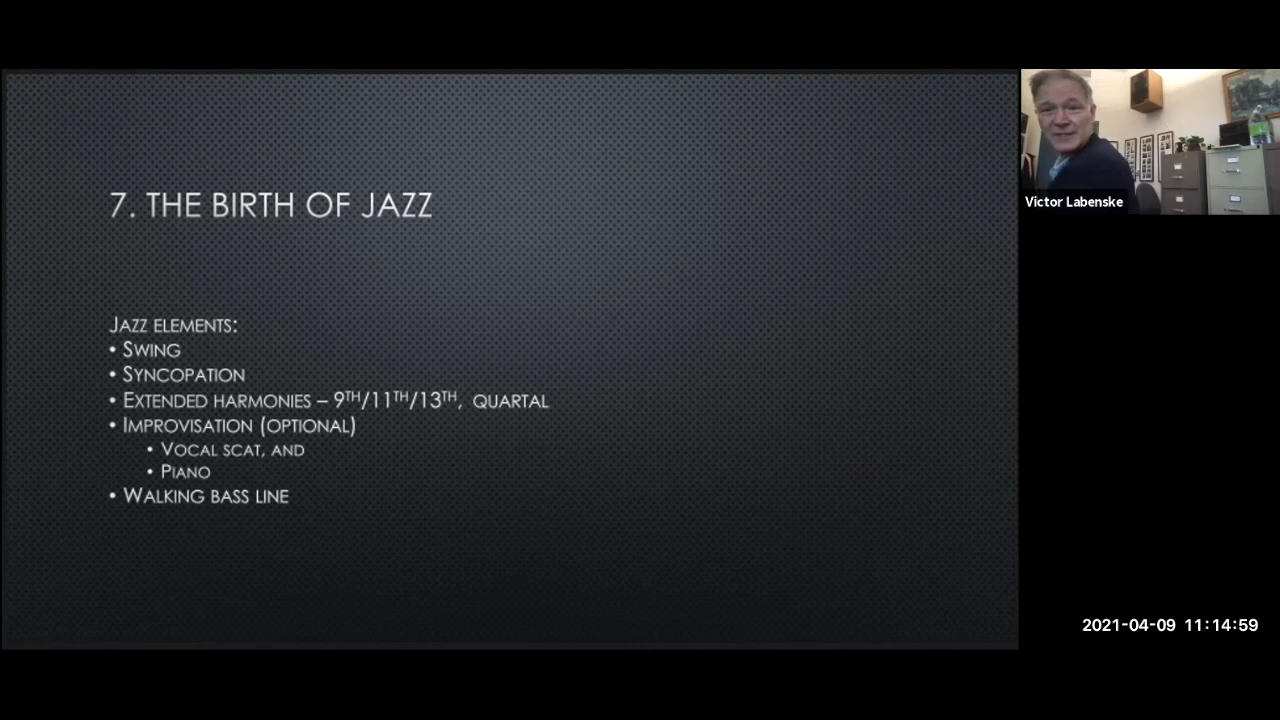 7. THE BIRTH OF JAZZ
JAZZ ELEMENTS:
• SWING
• SYNCOPATION
• EXTENDED HARMONIES – 9TH/11TH/13TH, QUARTAL
• IMPROVISATION (OPTIONAL)
• VOCAL SCAT, AND
• PIANO
• WALKING BASS LINE
Victor Labenske
2021-04-09 11:14:59